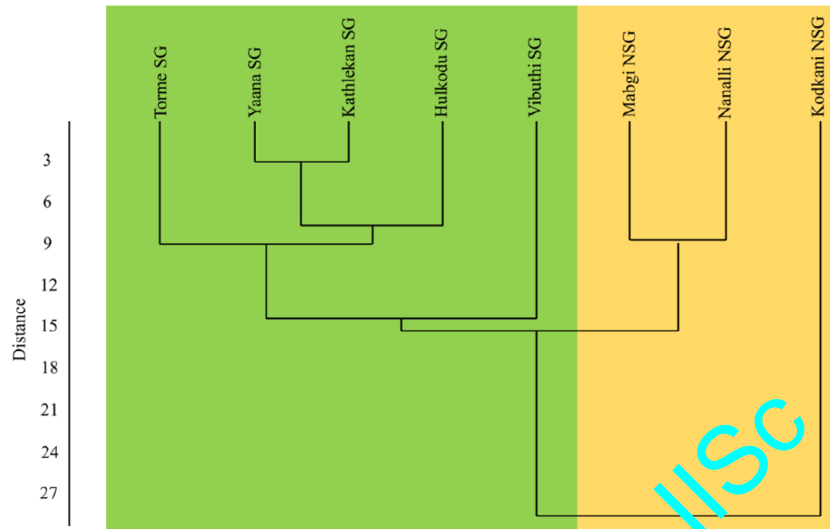 Torme SG
Yaana SG
Kathlekan SG
Hulkodu SG
Vibuthi SG
Mabgi NSG
Nanalli NSG
Kodkani NSG
Distance
3
6
9
12
15
18
21
24
27
IISc